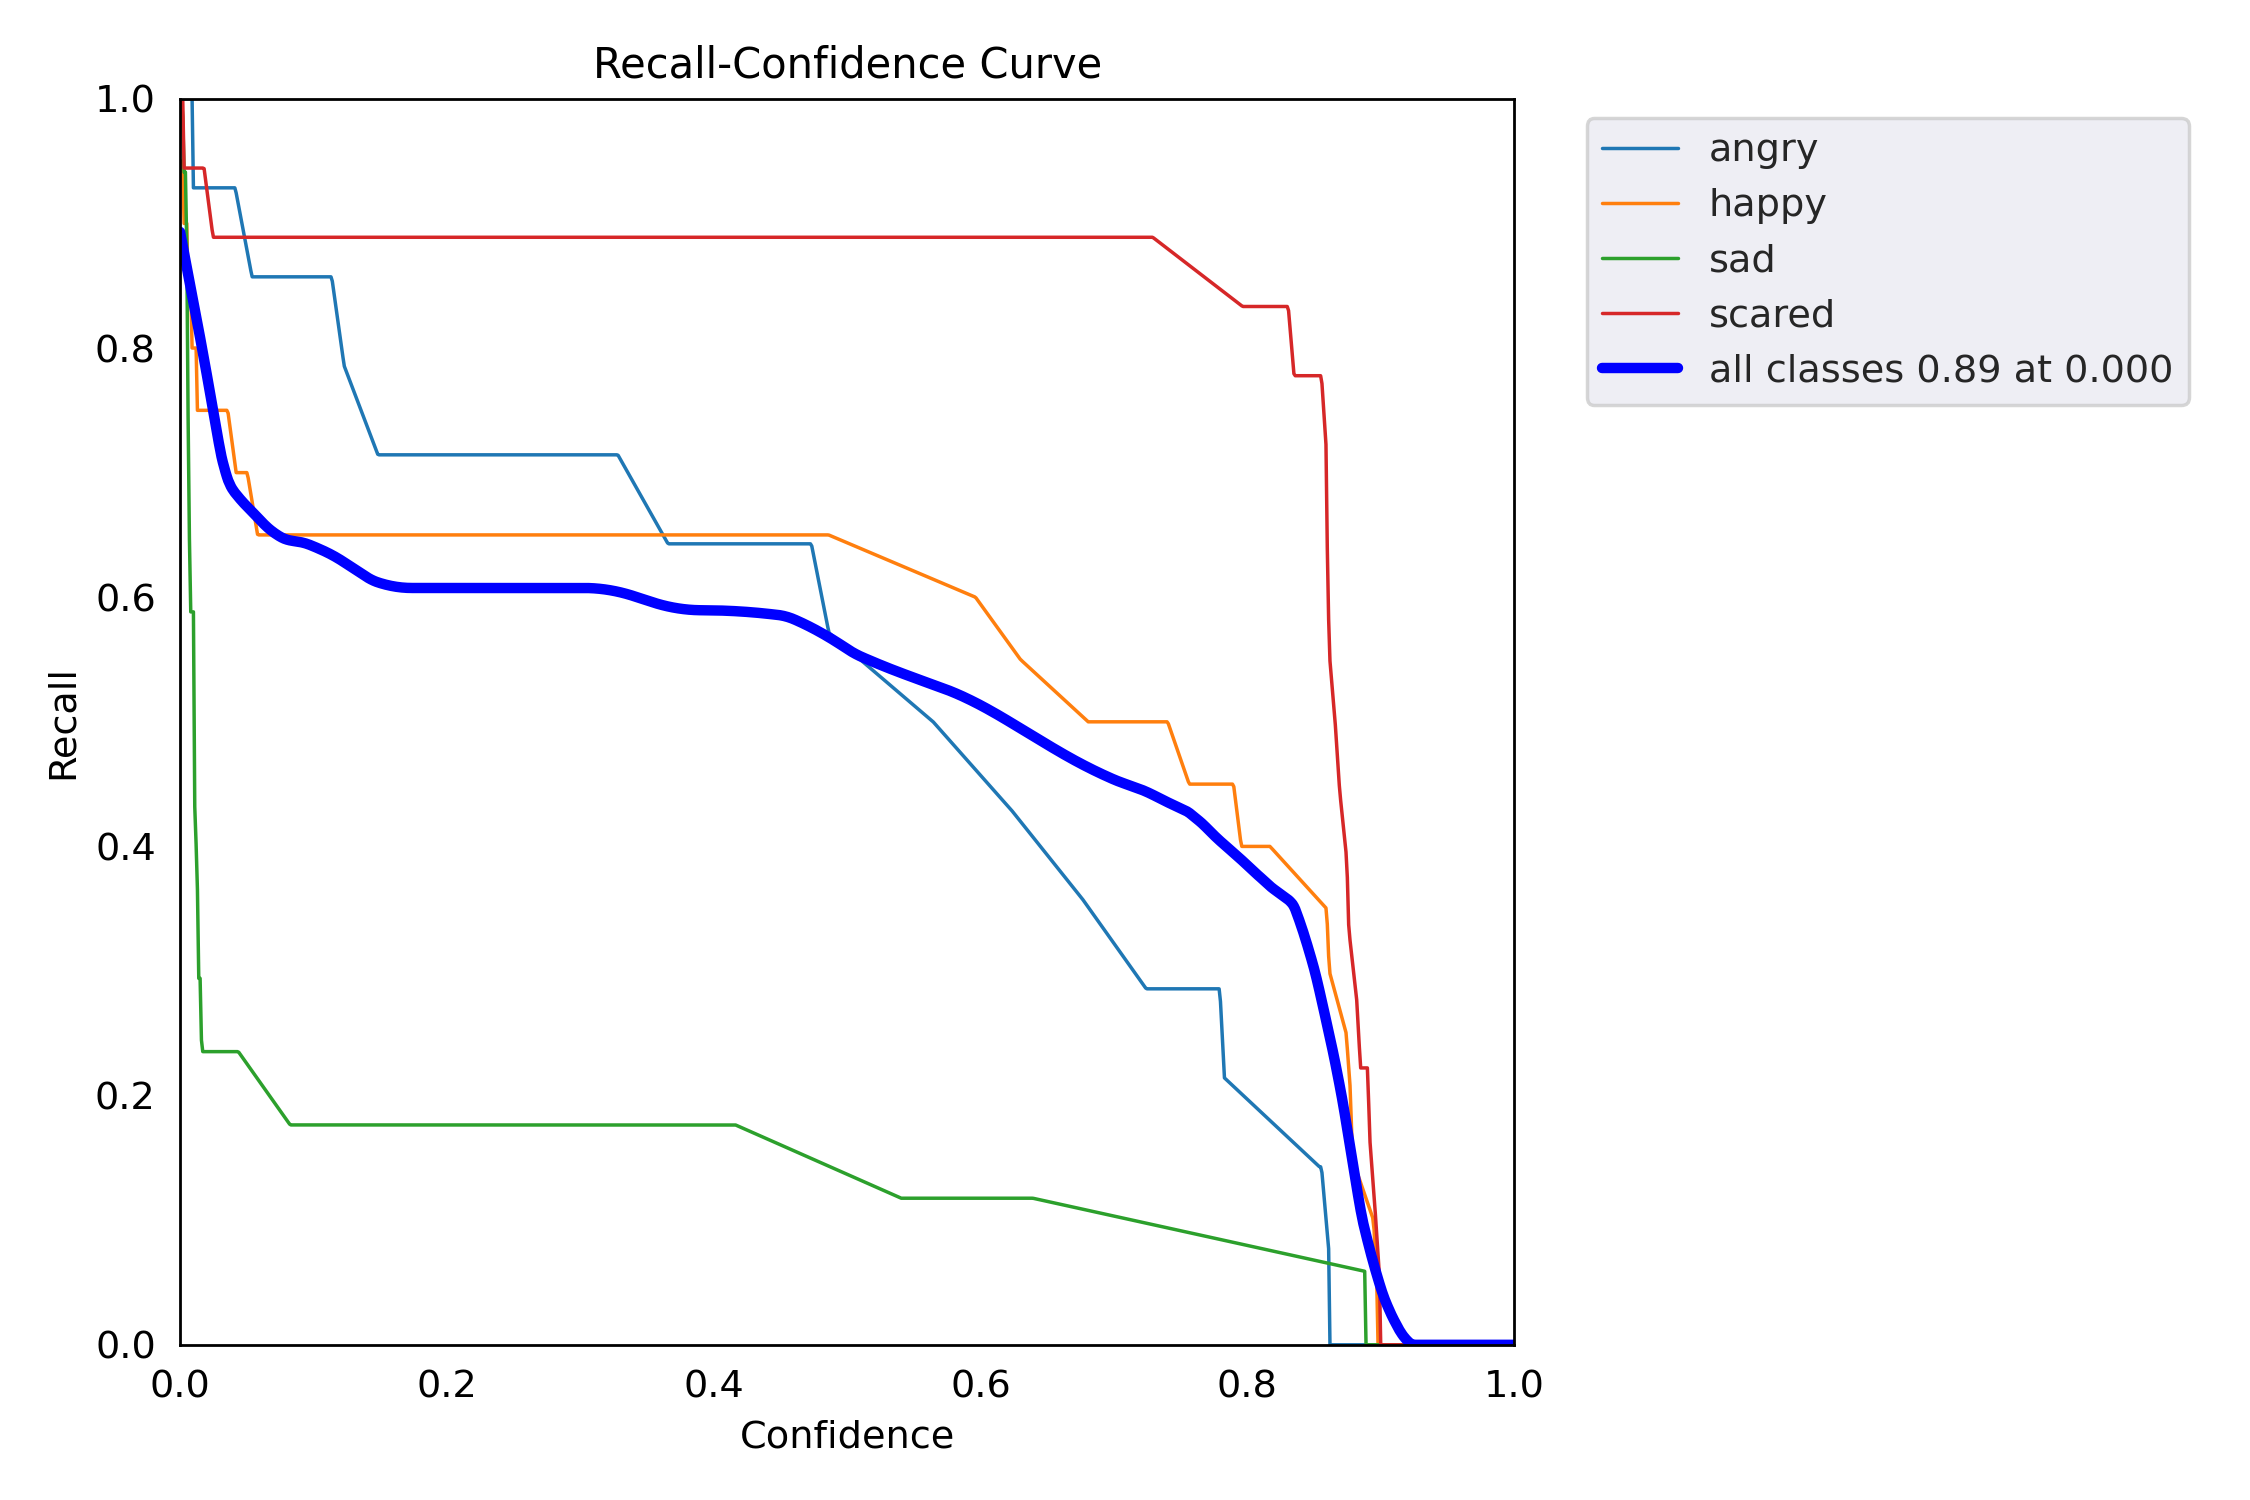 Recall-Confidence Curve
1.0
0.8
0.6
0.4
0.2
0.0
Recall
0.0 0.2 0.4 0.6 0.8 1.0
Confidence
angry
happy
sad
scared
all classes 0.89 at 0.000